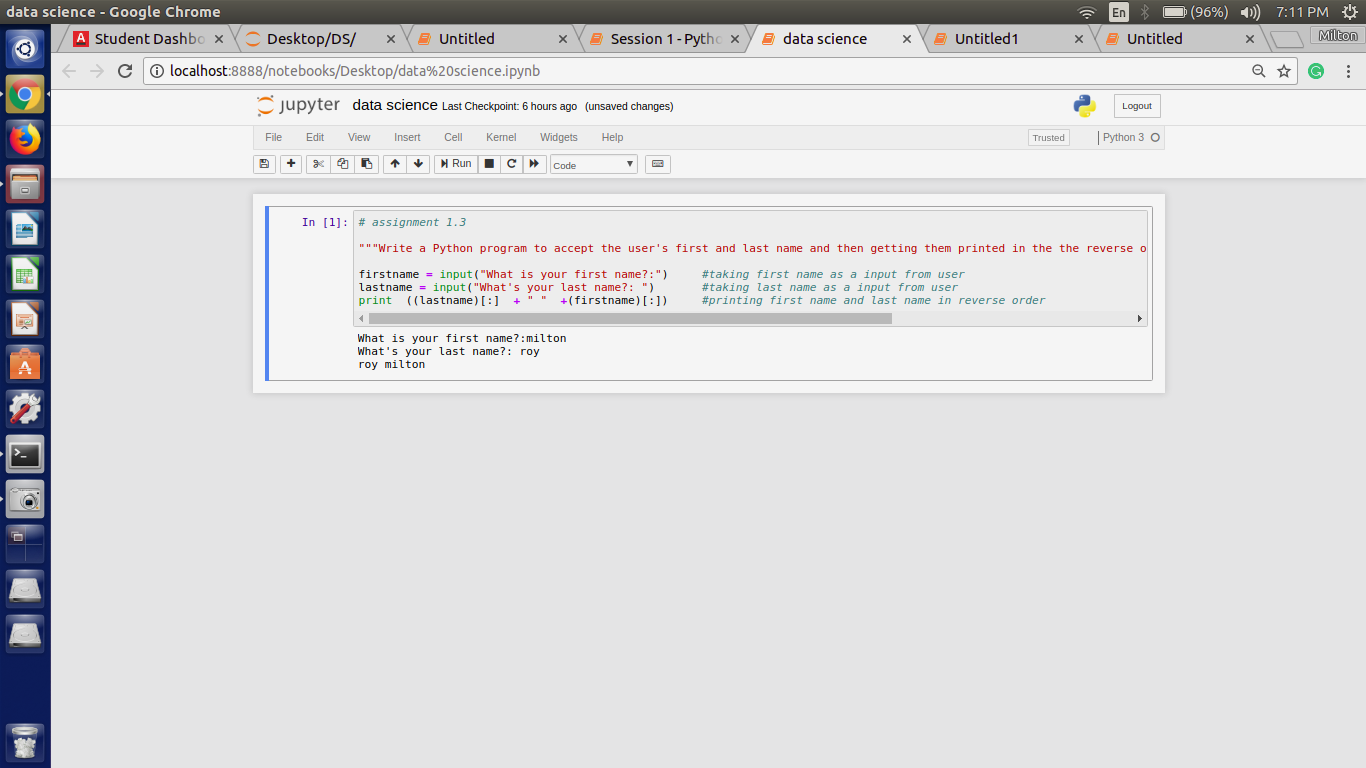 data science - Google Chrome
En
(96%)
7:11 PM
Student Dashbo
Desktop/DS/
Untitled
Session 1 - Pytho
data science
Untitled1
Untitled
Milton
localhost:8888/notebooks/Desktop/data%20science.ipynb
jupyter data science Last Checkpoint: 6 hours ago (unsaved changes)
Logout
File Edit View Insert Cell Kernel Widgets Help
Trusted
Python 3
Run
Code
In [1]:
# assignment 1.3
"""Write a Python program to accept the user's first and last name and then getting them printed in the the reverse o
firstname = input("What is your first name?:") #taking first name as a input from user
lastname = input("What's your last name?: ") #taking last name as a input from user
print ((lastname)[:] + " " +(firstname)[:]) #printing first name and last name in reverse order
What is your first name?:milton
What's your last name?: roy
roy milton